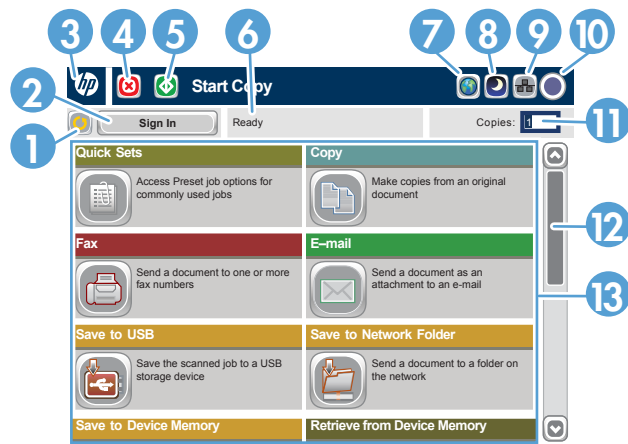 3 4 5 6 7 8 9 10
hp Start Copy
2 Sign In Ready Copies: 1 11
1
Quick Sets Copy
Access Preset job options for Make copies from an original
commonly used jobs document
12
Fax E–mail
Send a document to one or more Send a document as an
fax numbers attachment to an e-mail
13
Save to USB Save to Network Folder
Save the scanned job to a USB Send a document to a folder on
storage device the network
Save to Device Memory Retrieve from Device Memory